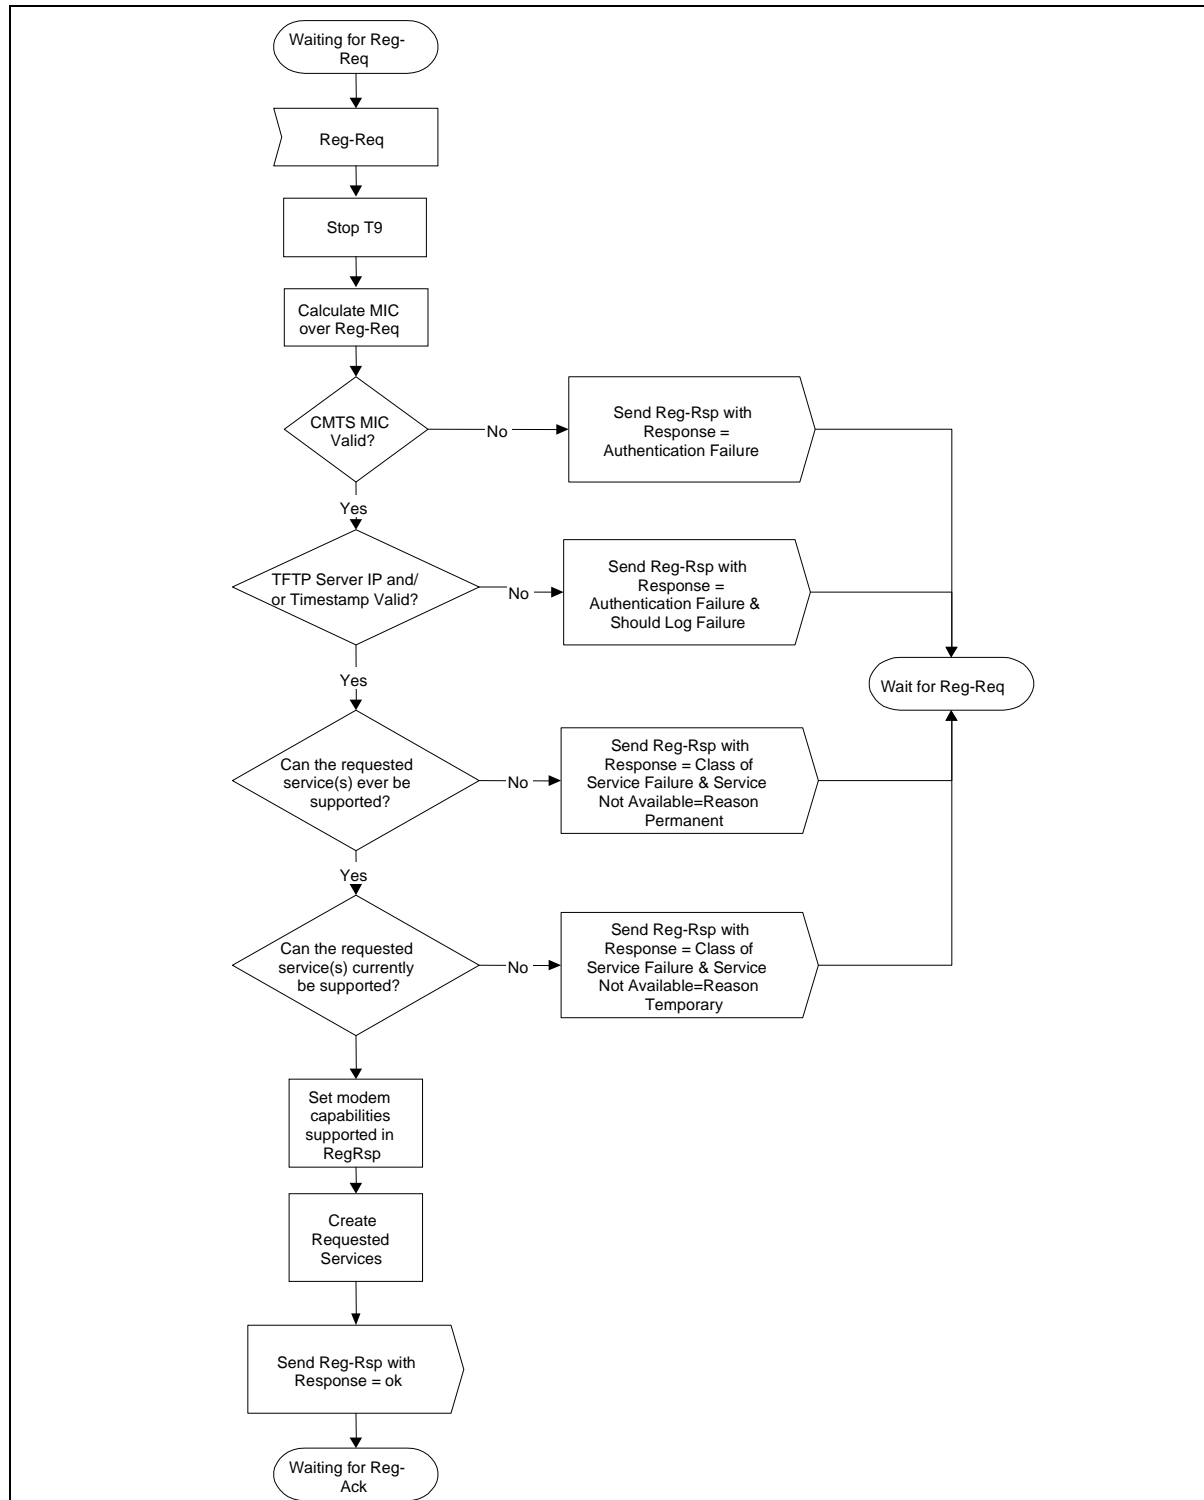 Waiting for Reg-
Req
Reg-Req
Stop T9
Calculate MIC
over Reg-Req
CMTS MIC
Valid?
No
Send Reg-Rsp with
Response =
Authentication Failure
Yes
TFTP Server IP and/
or Timestamp Valid?
No
Send Reg-Rsp with
Response =
Authentication Failure &
Should Log Failure
Wait for Reg-Req
Yes
Can the requested
service(s) ever be
supported?
No
Send Reg-Rsp with
Response = Class of
Service Failure & Service
Not Available=Reason
Permanent
Yes
Can the requested
service(s) currently
be supported?
No
Send Reg-Rsp with
Response = Class of
Service Failure & Service
Not Available=Reason
Temporary
Set modem
capabilities
supported in
RegRsp
Create
Requested
Services
Send Reg-Rsp with
Response = ok
Waiting for Reg-
Ack